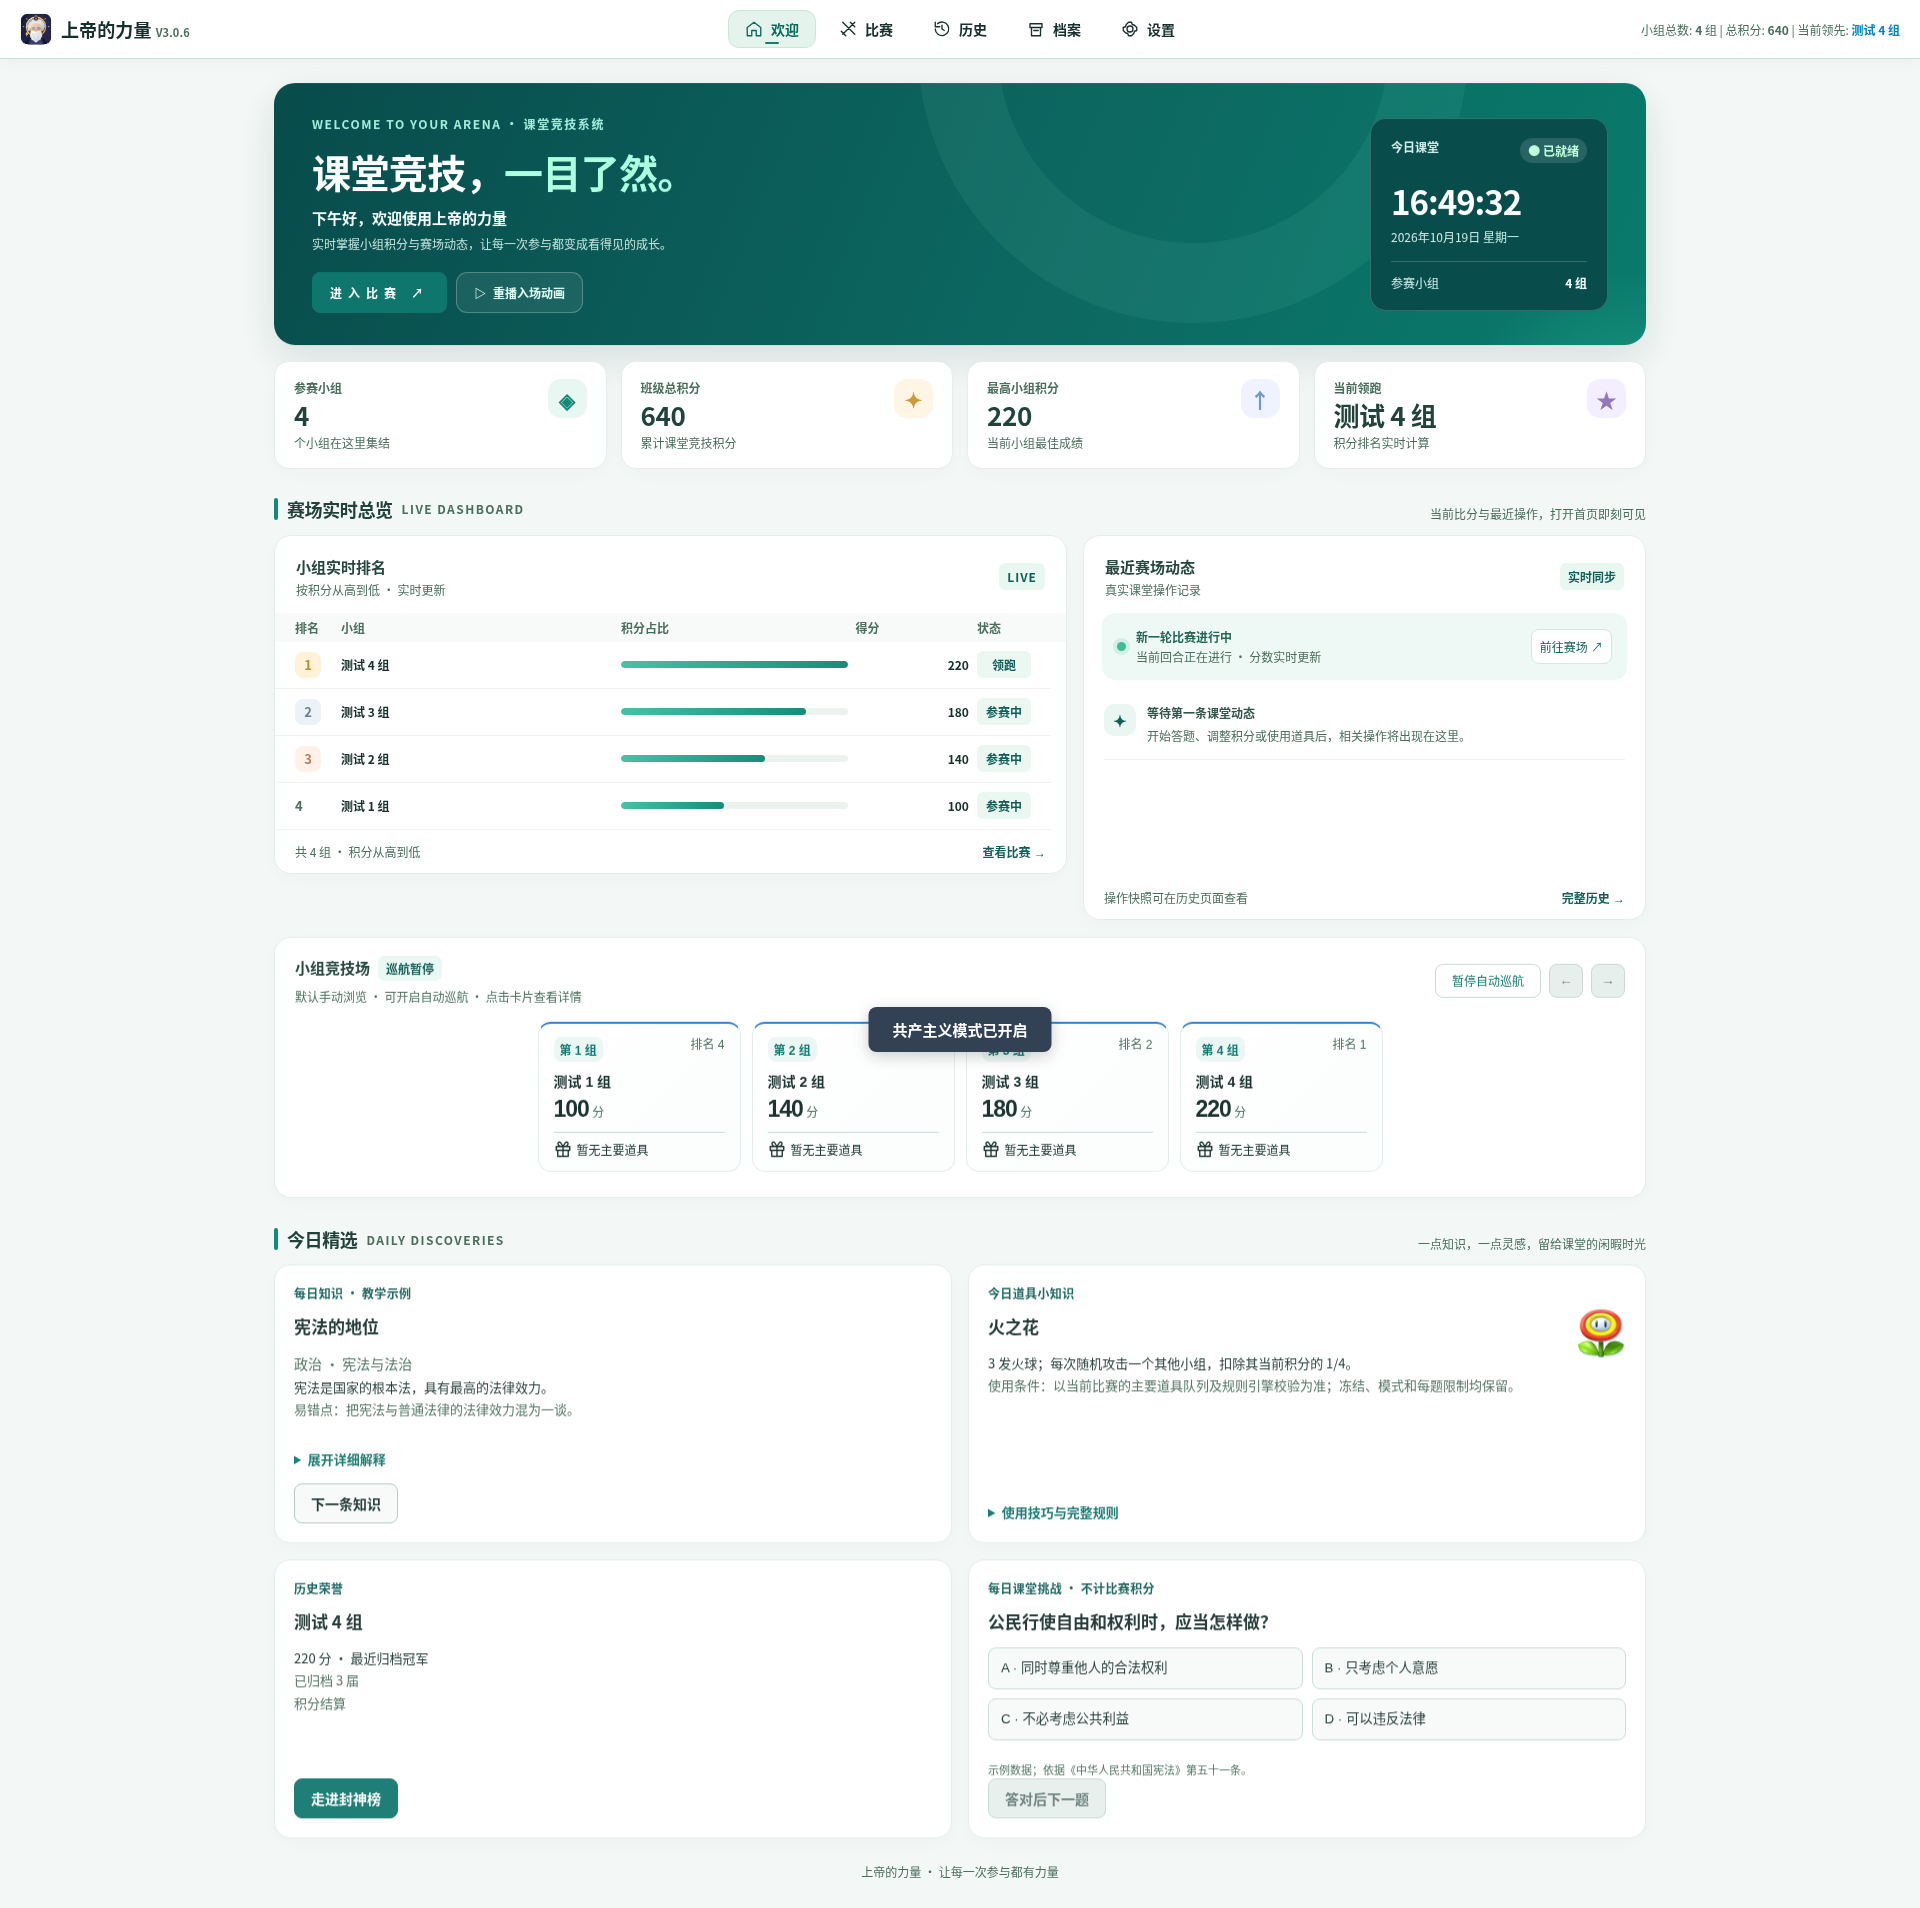 上帝的力量 V3.0.6
欢迎
比赛
历史
档案
设置
小组总数: 4 组 | 总积分: 640 | 当前领先: 测试 4 组
WELCOME TO YOUR ARENA · 课堂竞技系统
课堂竞技，一目了然。
下午好，欢迎使用上帝的力量
实时掌握小组积分与赛场动态，让每一次参与都变成看得见的成长。
进入比赛 ↗
▷ 重播入场动画
今日课堂
已就绪
16:49:32
2026年10月19日 星期一
参赛小组 4 组
参赛小组
4
个小组在这里集结
班级总积分
640
累计课堂竞技积分
最高小组积分
220
当前小组最佳成绩
当前领跑
测试 4 组
积分排名实时计算
赛场实时总览 LIVE DASHBOARD
当前比分与最近操作，打开首页即刻可见
小组实时排名
按积分从高到低 · 实时更新
LIVE
排名 小组 积分占比 得分 状态
1 测试 4 组 220 领跑
2 测试 3 组 180 参赛中
3 测试 2 组 140 参赛中
4 测试 1 组 100 参赛中
共 4 组 · 积分从高到低
查看比赛 →
最近赛场动态
真实课堂操作记录
实时同步
新一轮比赛进行中
当前回合正在进行 · 分数实时更新
前往赛场 ↗
等待第一条课堂动态
开始答题、调整积分或使用道具后，相关操作将出现在这里。
操作快照可在历史页面查看
完整历史 →
小组竞技场 巡航暂停
默认手动浏览 · 可开启自动巡航 · 点击卡片查看详情
暂停自动巡航
←
→
共产主义模式已开启
第 1 组 排名 4
测试 1 组
100 分
暂无主要道具
第 2 组
测试 2 组
140 分
暂无主要道具
排名 2
测试 3 组
180 分
暂无主要道具
第 4 组 排名 1
测试 4 组
220 分
暂无主要道具
今日精选 DAILY DISCOVERIES
一点知识，一点灵感，留给课堂的闲暇时光
每日知识 · 教学示例
宪法的地位
政治 · 宪法与法治
宪法是国家的根本法，具有最高的法律效力。
易错点：把宪法与普通法律的法律效力混为一谈。
展开详细解释
下一条知识
今日道具小知识
火之花
3 发火球；每次随机攻击一个其他小组，扣除其当前积分的 1/4。
使用条件：以当前比赛的主要道具队列及规则引擎校验为准；冻结、模式和每题限制均保留。
使用技巧与完整规则
历史荣誉
测试 4 组
220 分 · 最近归档冠军
已归档 3 届
积分结算
走进封神榜
每日课堂挑战 · 不计比赛积分
公民行使自由和权利时，应当怎样做？
A · 同时尊重他人的合法权利
B · 只考虑个人意愿
C · 不必考虑公共利益
D · 可以违反法律
示例数据；依据《中华人民共和国宪法》第五十一条。
答对后下一题
上帝的力量 · 让每一次参与都有力量